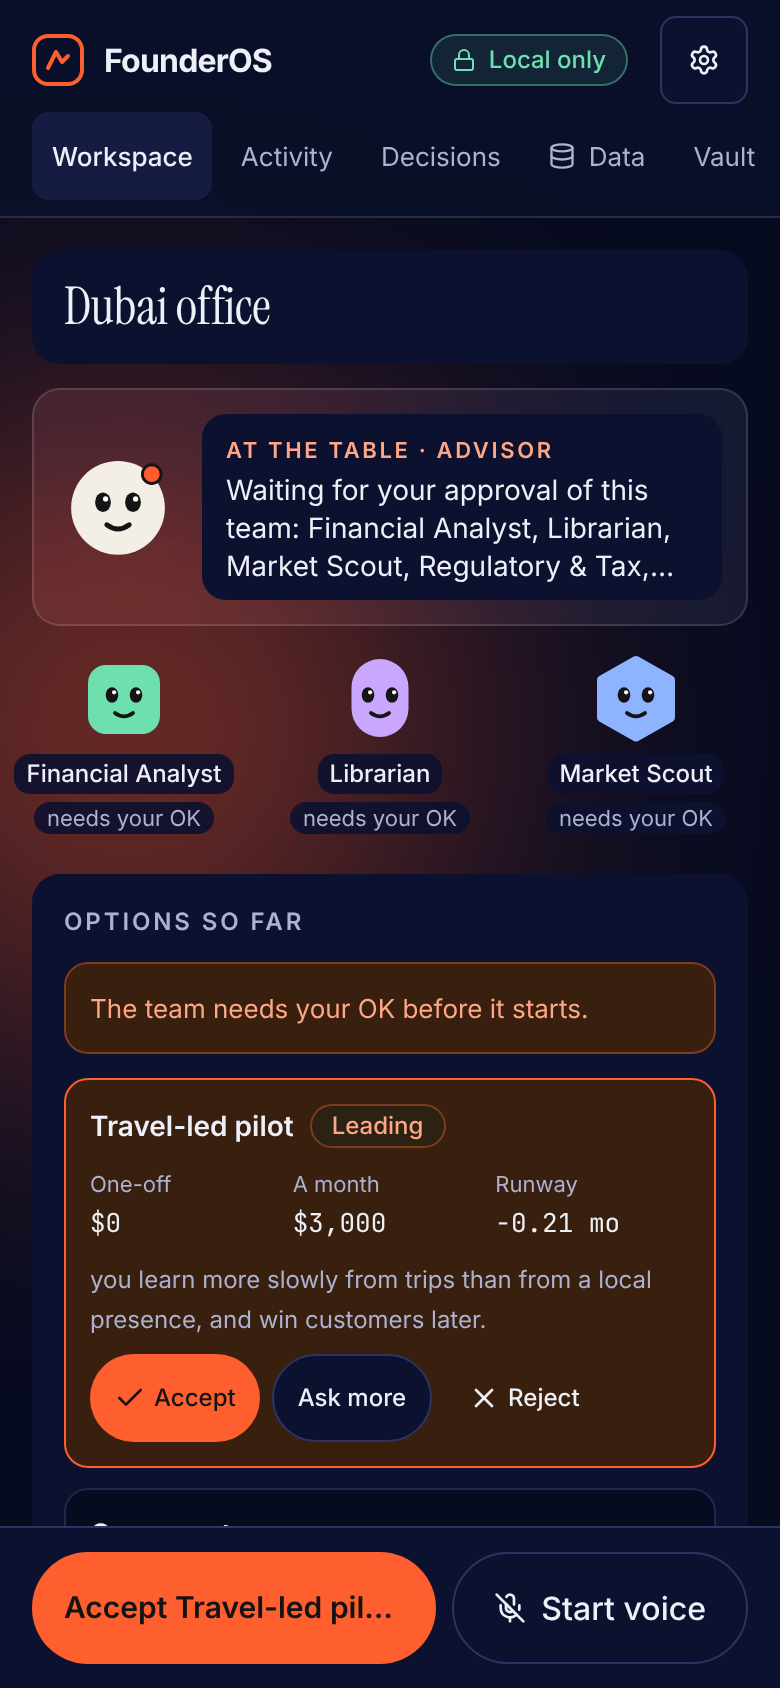 FounderOS
Local only
Workspace
Activity
Decisions
Data
Vault
Dubai office
AT THE TABLE · ADVISOR
Waiting for your approval of this
team: Financial Analyst, Librarian,
Market Scout, Regulatory & Tax,...
Financial Analyst
Librarian
Market Scout
needs your OK
needs your OK
needs your OK
OPTIONS SO FAR
The team needs your OK before it starts.
Travel-led pilot
Leading
One-off
A month
Runway
$0
$3,000
-0.21 mo
you learn more slowly from trips than from a local
presence, and win customers later.
Accept
Ask more
Reject
Accept Travel-led pil...
Start voice